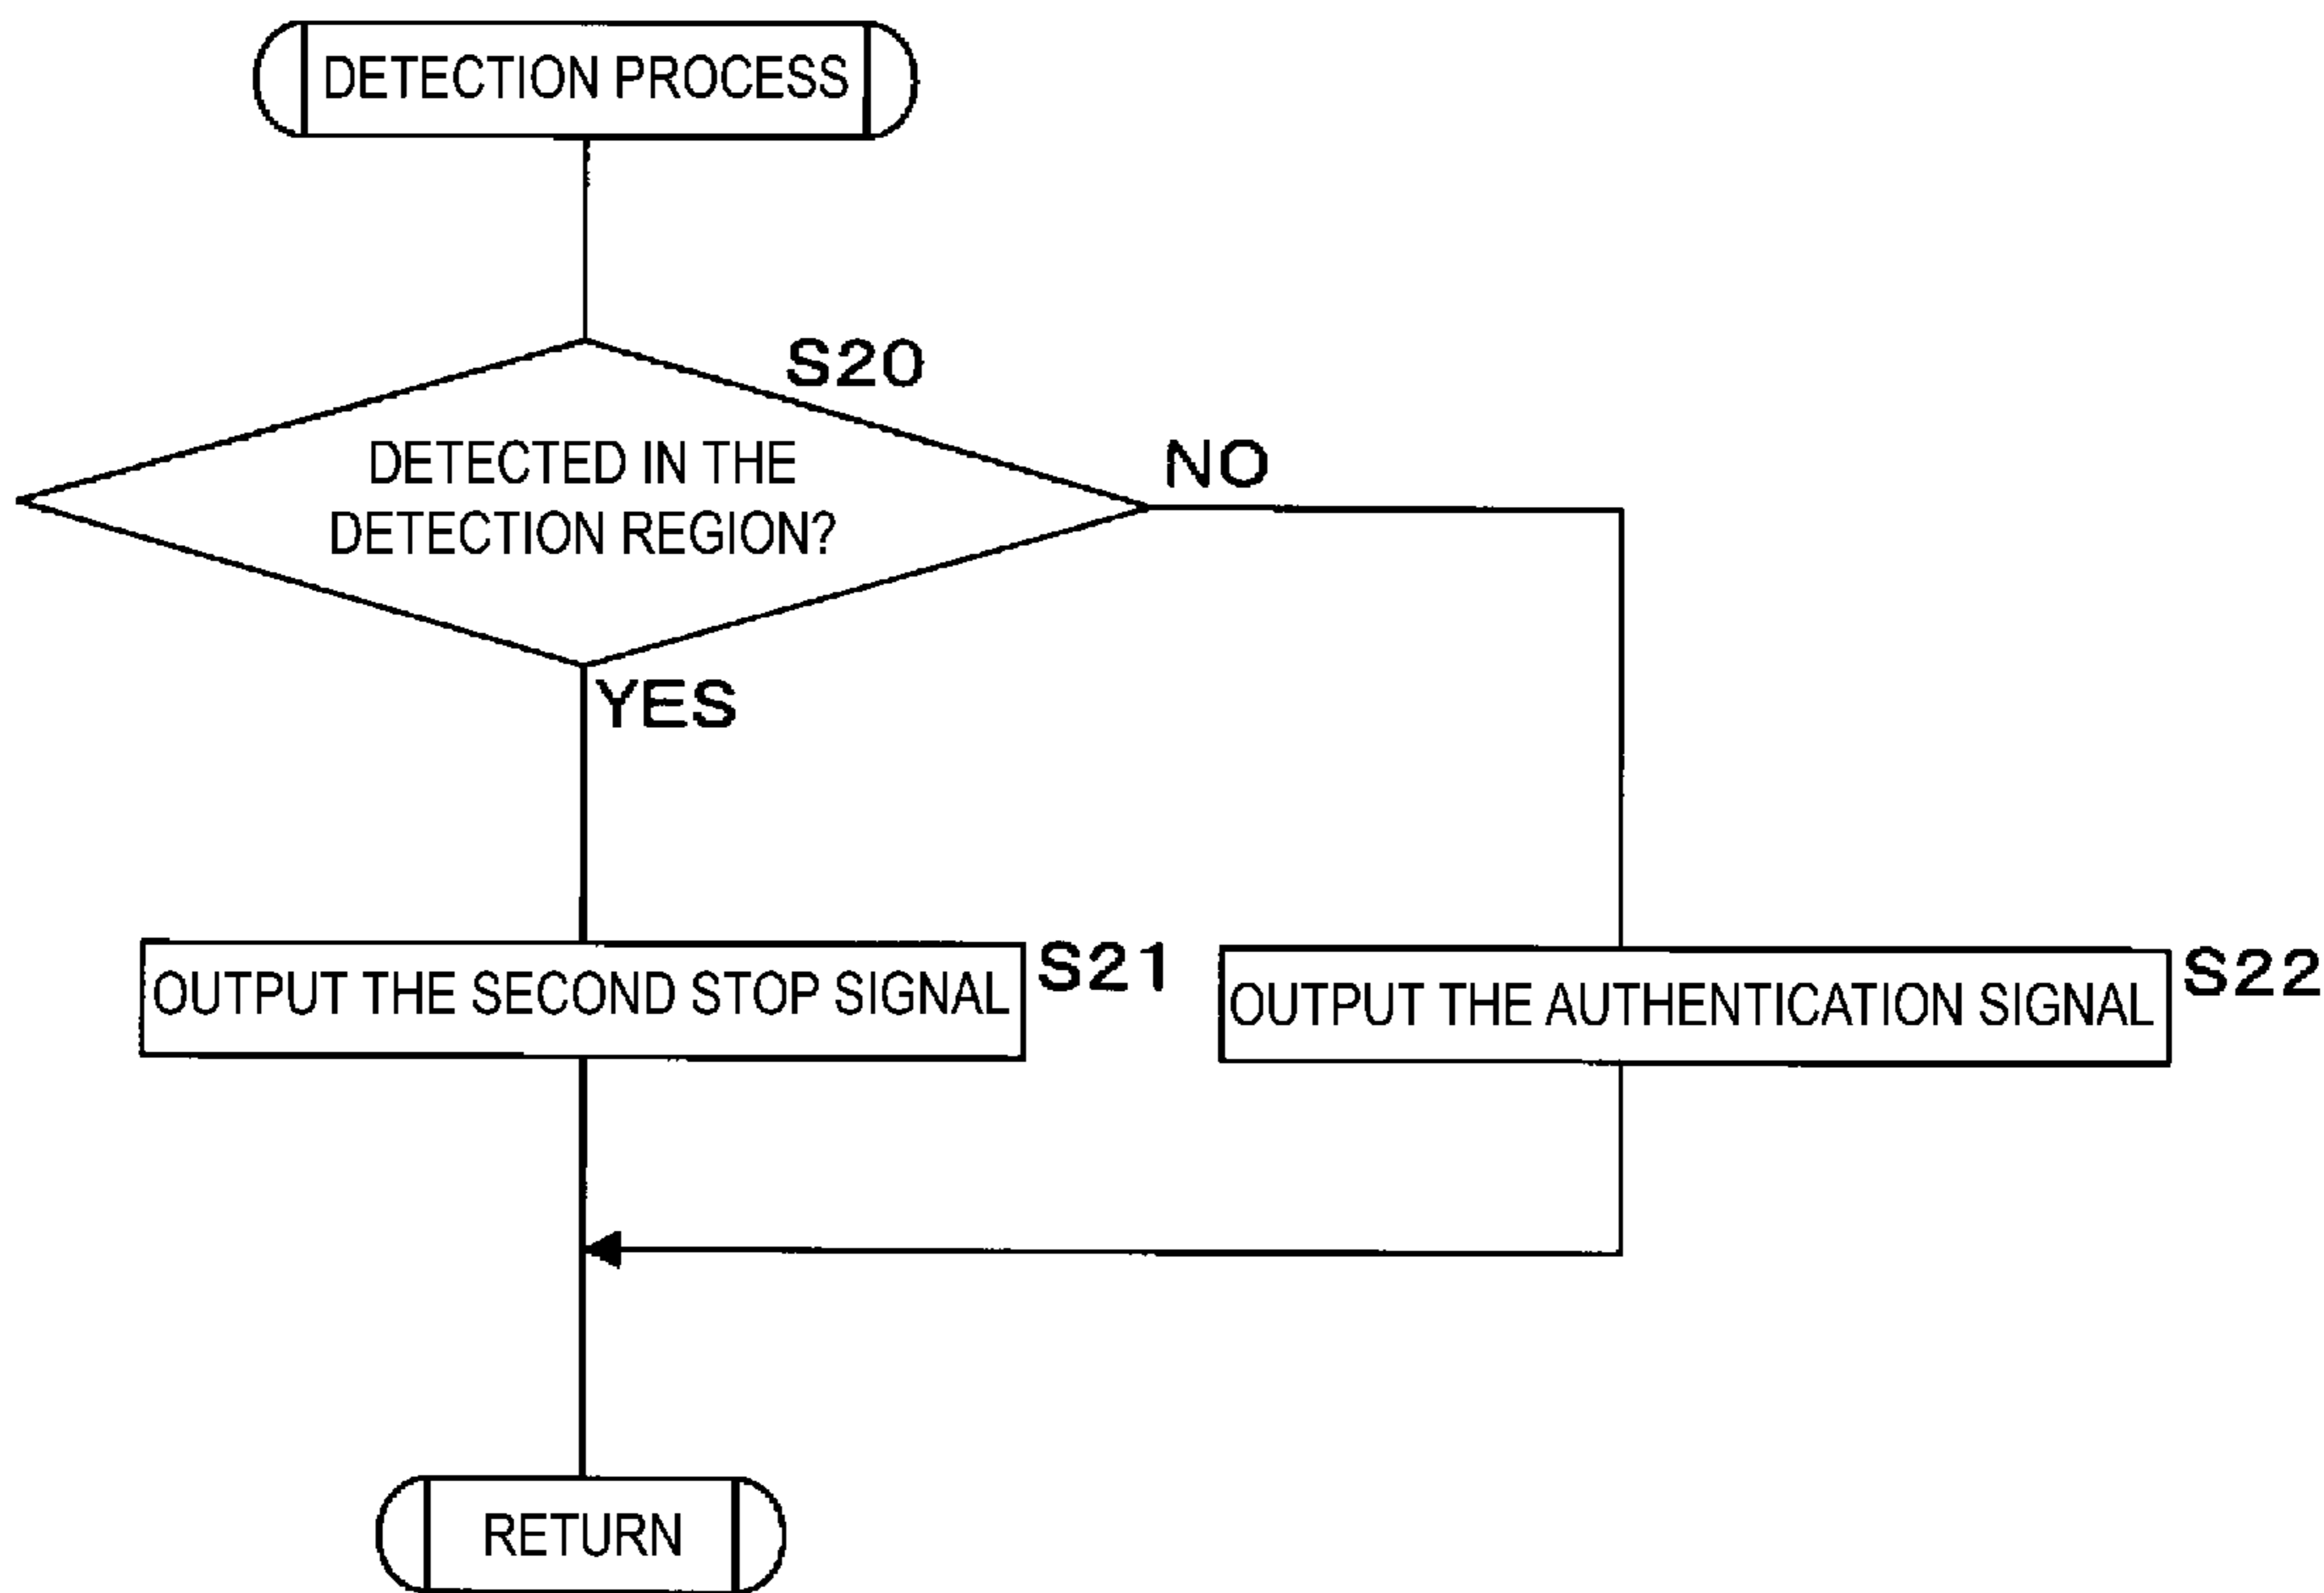 DETECTION PROCESS
S20
DETECTED IN THE
DETECTION REGION?
NO
YES
OUTPUT THE SECOND STOP SIGNAL
S21
OUTPUT THE AUTHENTICATION SIGNAL
S22
RETURN